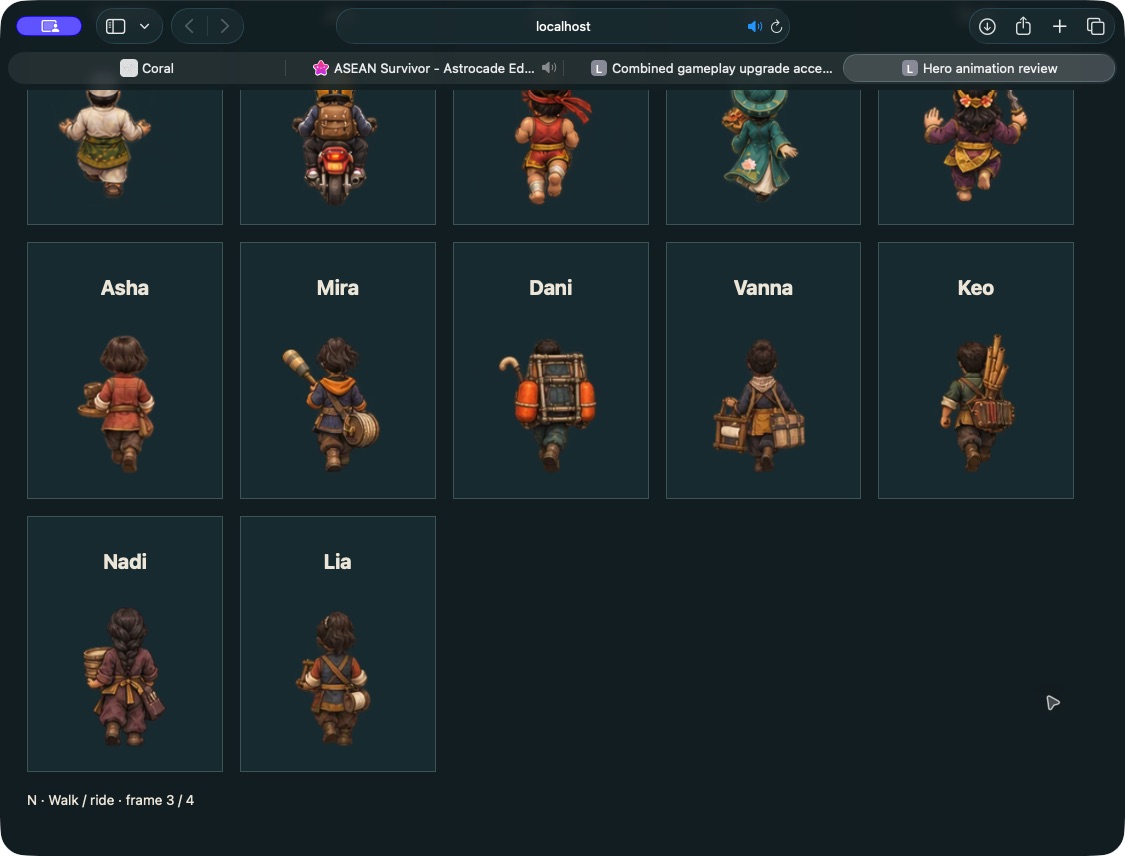 localhost
Coral
ASEAN Survivor - Astrocade Ed...
L Combined gameplay upgrade acce...
L Hero animation review
Asha
Mira
Dani
Vanna
Keo
Nadi
Lia
N · Walk / ride · frame 3 / 4